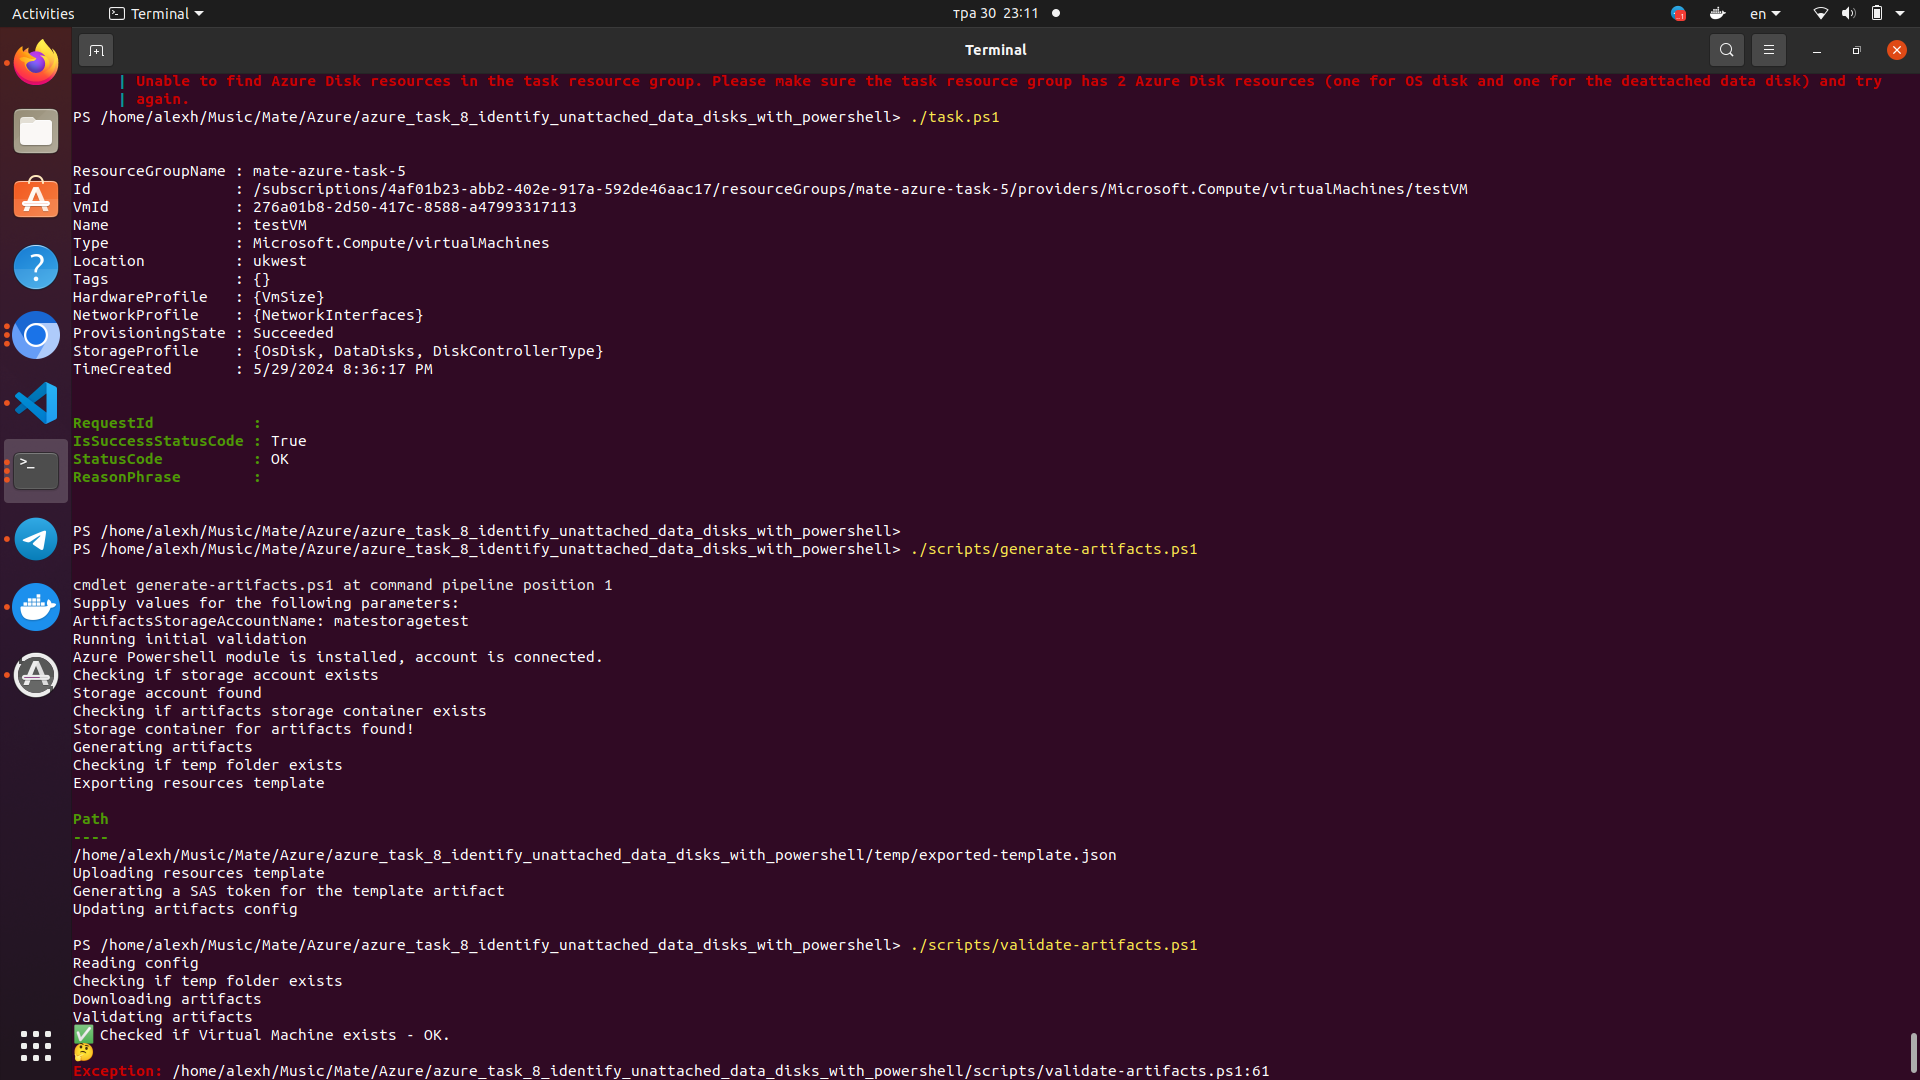 Activities
Terminal
тра 30 23:11
en
Terminal
| Unable to find Azure Disk resources in the task resource group. Please make sure the task resource group has 2 Azure Disk resources (one for OS disk and one for the deattached data disk) and try
| again.
PS /home/alexh/Music/Mate/Azure/azure_task_8_identify_unattached_data_disks_with_powershell> ./task.ps1
ResourceGroupName : mate-azure-task-5
Id : /subscriptions/4af01b23-abb2-402e-917a-592de46aac17/resourceGroups/mate-azure-task-5/providers/Microsoft.Compute/virtualMachines/testVM
VmId : 276a01b8-2d50-417c-8588-a47993317113
Name : testVM
Type : Microsoft.Compute/virtualMachines
Location : ukwest
Tags : {}
HardwareProfile : {VmSize}
NetworkProfile : {NetworkInterfaces}
ProvisioningState : Succeeded
StorageProfile : {OsDisk, DataDisks, DiskControllerType}
TimeCreated : 5/29/2024 8:36:17 PM
RequestId :
IsSuccessStatusCode : True
StatusCode : OK
ReasonPhrase :
PS /home/alexh/Music/Mate/Azure/azure_task_8_identify_unattached_data_disks_with_powershell>
PS /home/alexh/Music/Mate/Azure/azure_task_8_identify_unattached_data_disks_with_powershell> ./scripts/generate-artifacts.ps1
cmdlet generate-artifacts.ps1 at command pipeline position 1
Supply values for the following parameters:
ArtifactsStorageAccountName: matestoragetest
Running initial validation
Azure Powershell module is installed, account is connected.
Checking if storage account exists
Storage account found
Checking if artifacts storage container exists
Storage container for artifacts found!
Generating artifacts
Checking if temp folder exists
Exporting resources template
Path
----
/home/alexh/Music/Mate/Azure/azure_task_8_identify_unattached_data_disks_with_powershell/temp/exported-template.json
Uploading resources template
Generating a SAS token for the template artifact
Updating artifacts config
PS /home/alexh/Music/Mate/Azure/azure_task_8_identify_unattached_data_disks_with_powershell> ./scripts/validate-artifacts.ps1
Reading config
Checking if temp folder exists
Downloading artifacts
Validating artifacts
✅ Checked if Virtual Machine exists - OK.
🤔
Exception: /home/alexh/Music/Mate/Azure/azure_task_8_identify_unattached_data_disks_with_powershell/scripts/validate-artifacts.ps1:61